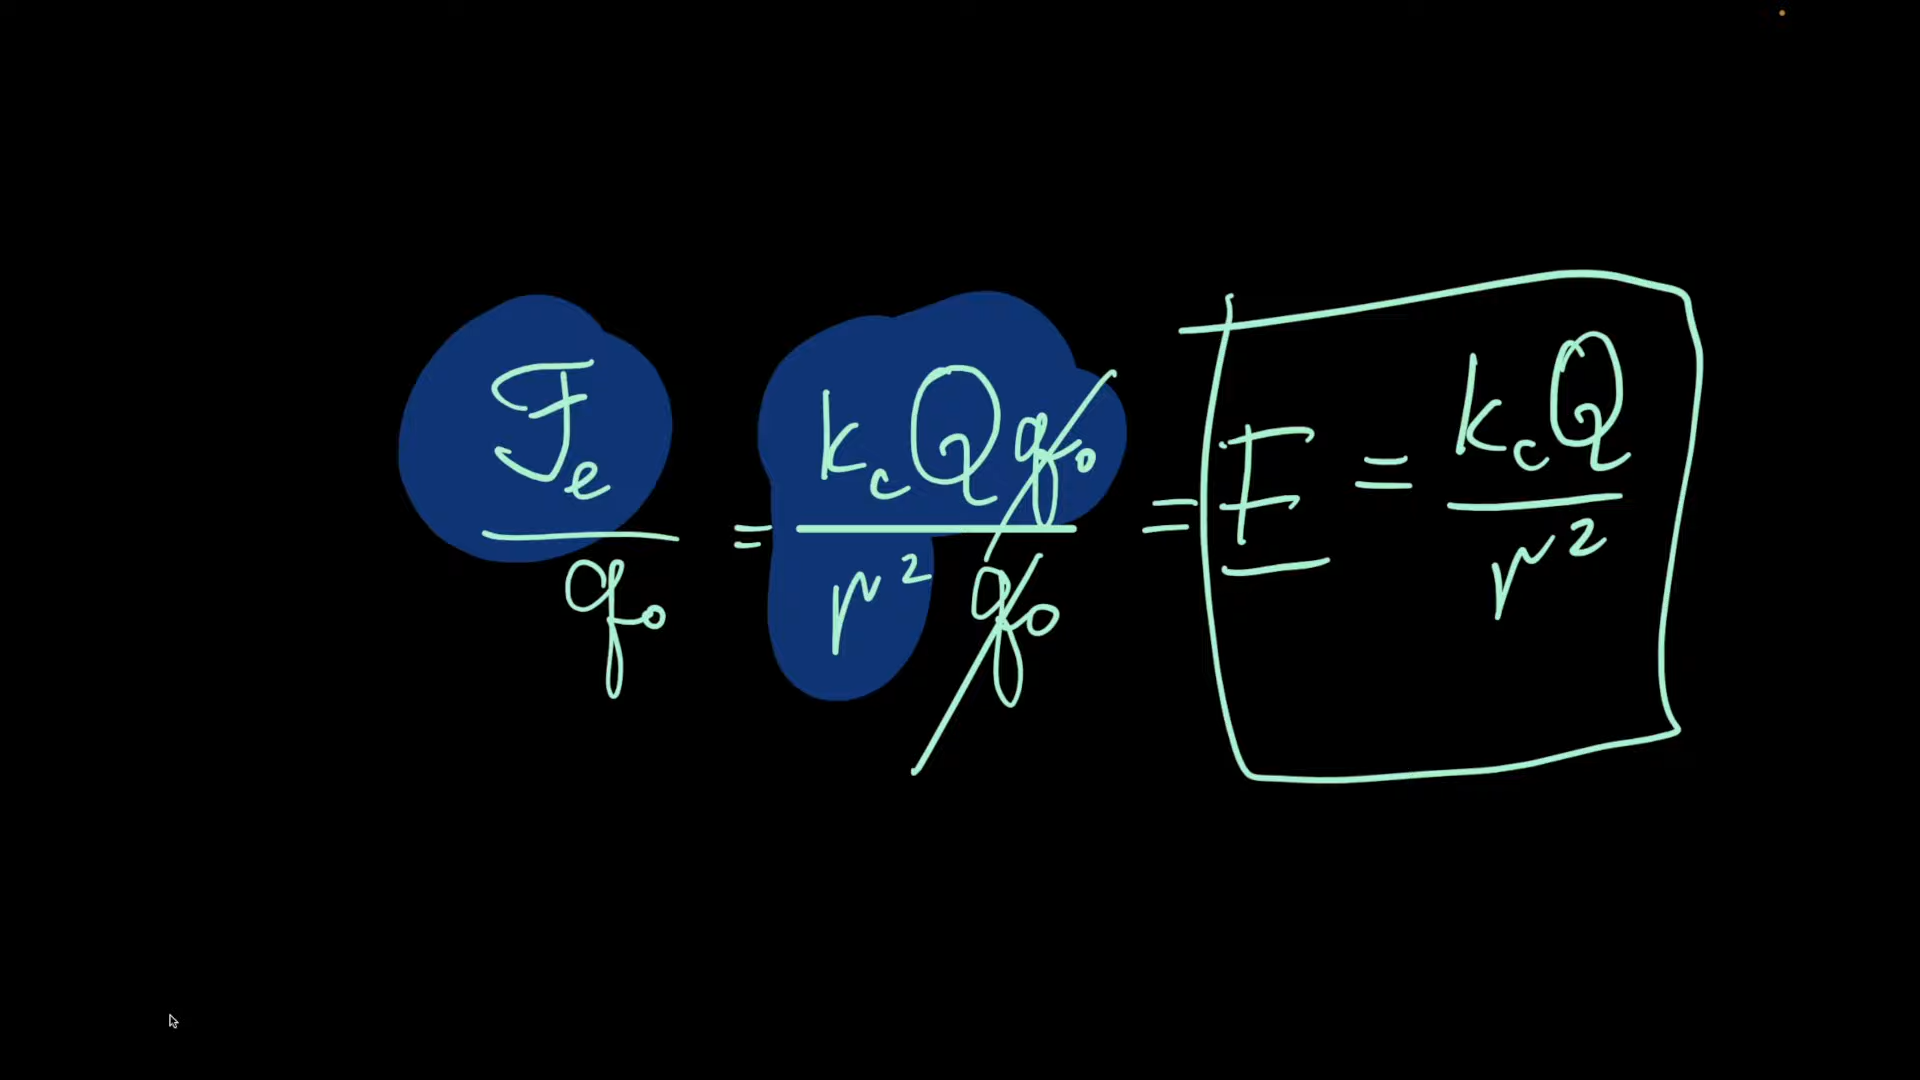 Fe / q₀ = kcQq₀ / r² q₀ = E = kcQ / r²